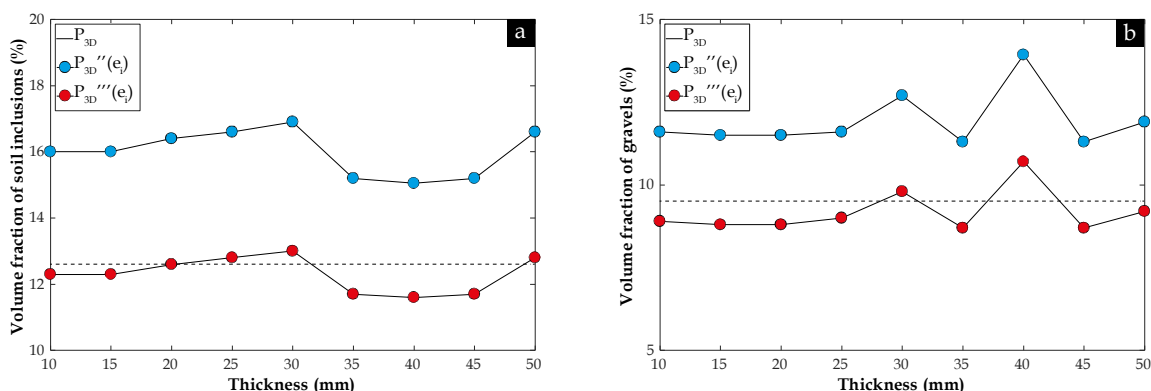 20
18
16
14
12
10
Volume fraction of soil inclusions (%)
P3D
P3D''(ei)
P3D'''(ei)
a
10 15 20 25 30 35 40 45 50
Thickness (mm)
15
10
5
Volume fraction of gravels (%)
P3D
P3D''(ei)
P3D'''(ei)
b
10 15 20 25 30 35 40 45 50
Thickness (mm)